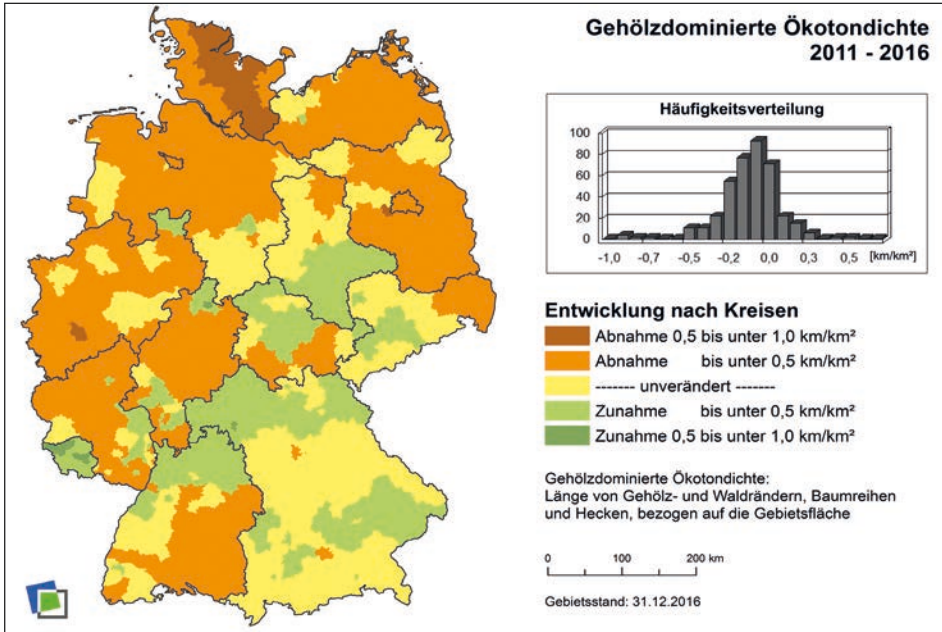 Gehölzdominierte Ökotondichte
2011 - 2016
Häufigkeitsverteilung
100
80
60
40
20
0
-1,0 -0,7 -0,5 -0,2 0,0 0,3 0,5 [km/km²]
Entwicklung nach Kreisen
Abnahme 0,5 bis unter 1,0 km/km²
Abnahme bis unter 0,5 km/km²
------- unverändert -------
Zunahme bis unter 0,5 km/km²
Zunahme 0,5 bis unter 1,0 km/km²
Gehölzdominierte Ökotondichte:
Länge von Gehölz- und Waldrändern, Baumreihen
und Hecken, bezogen auf die Gebietsfläche
0 100 200 km
Gebietsstand: 31.12.2016